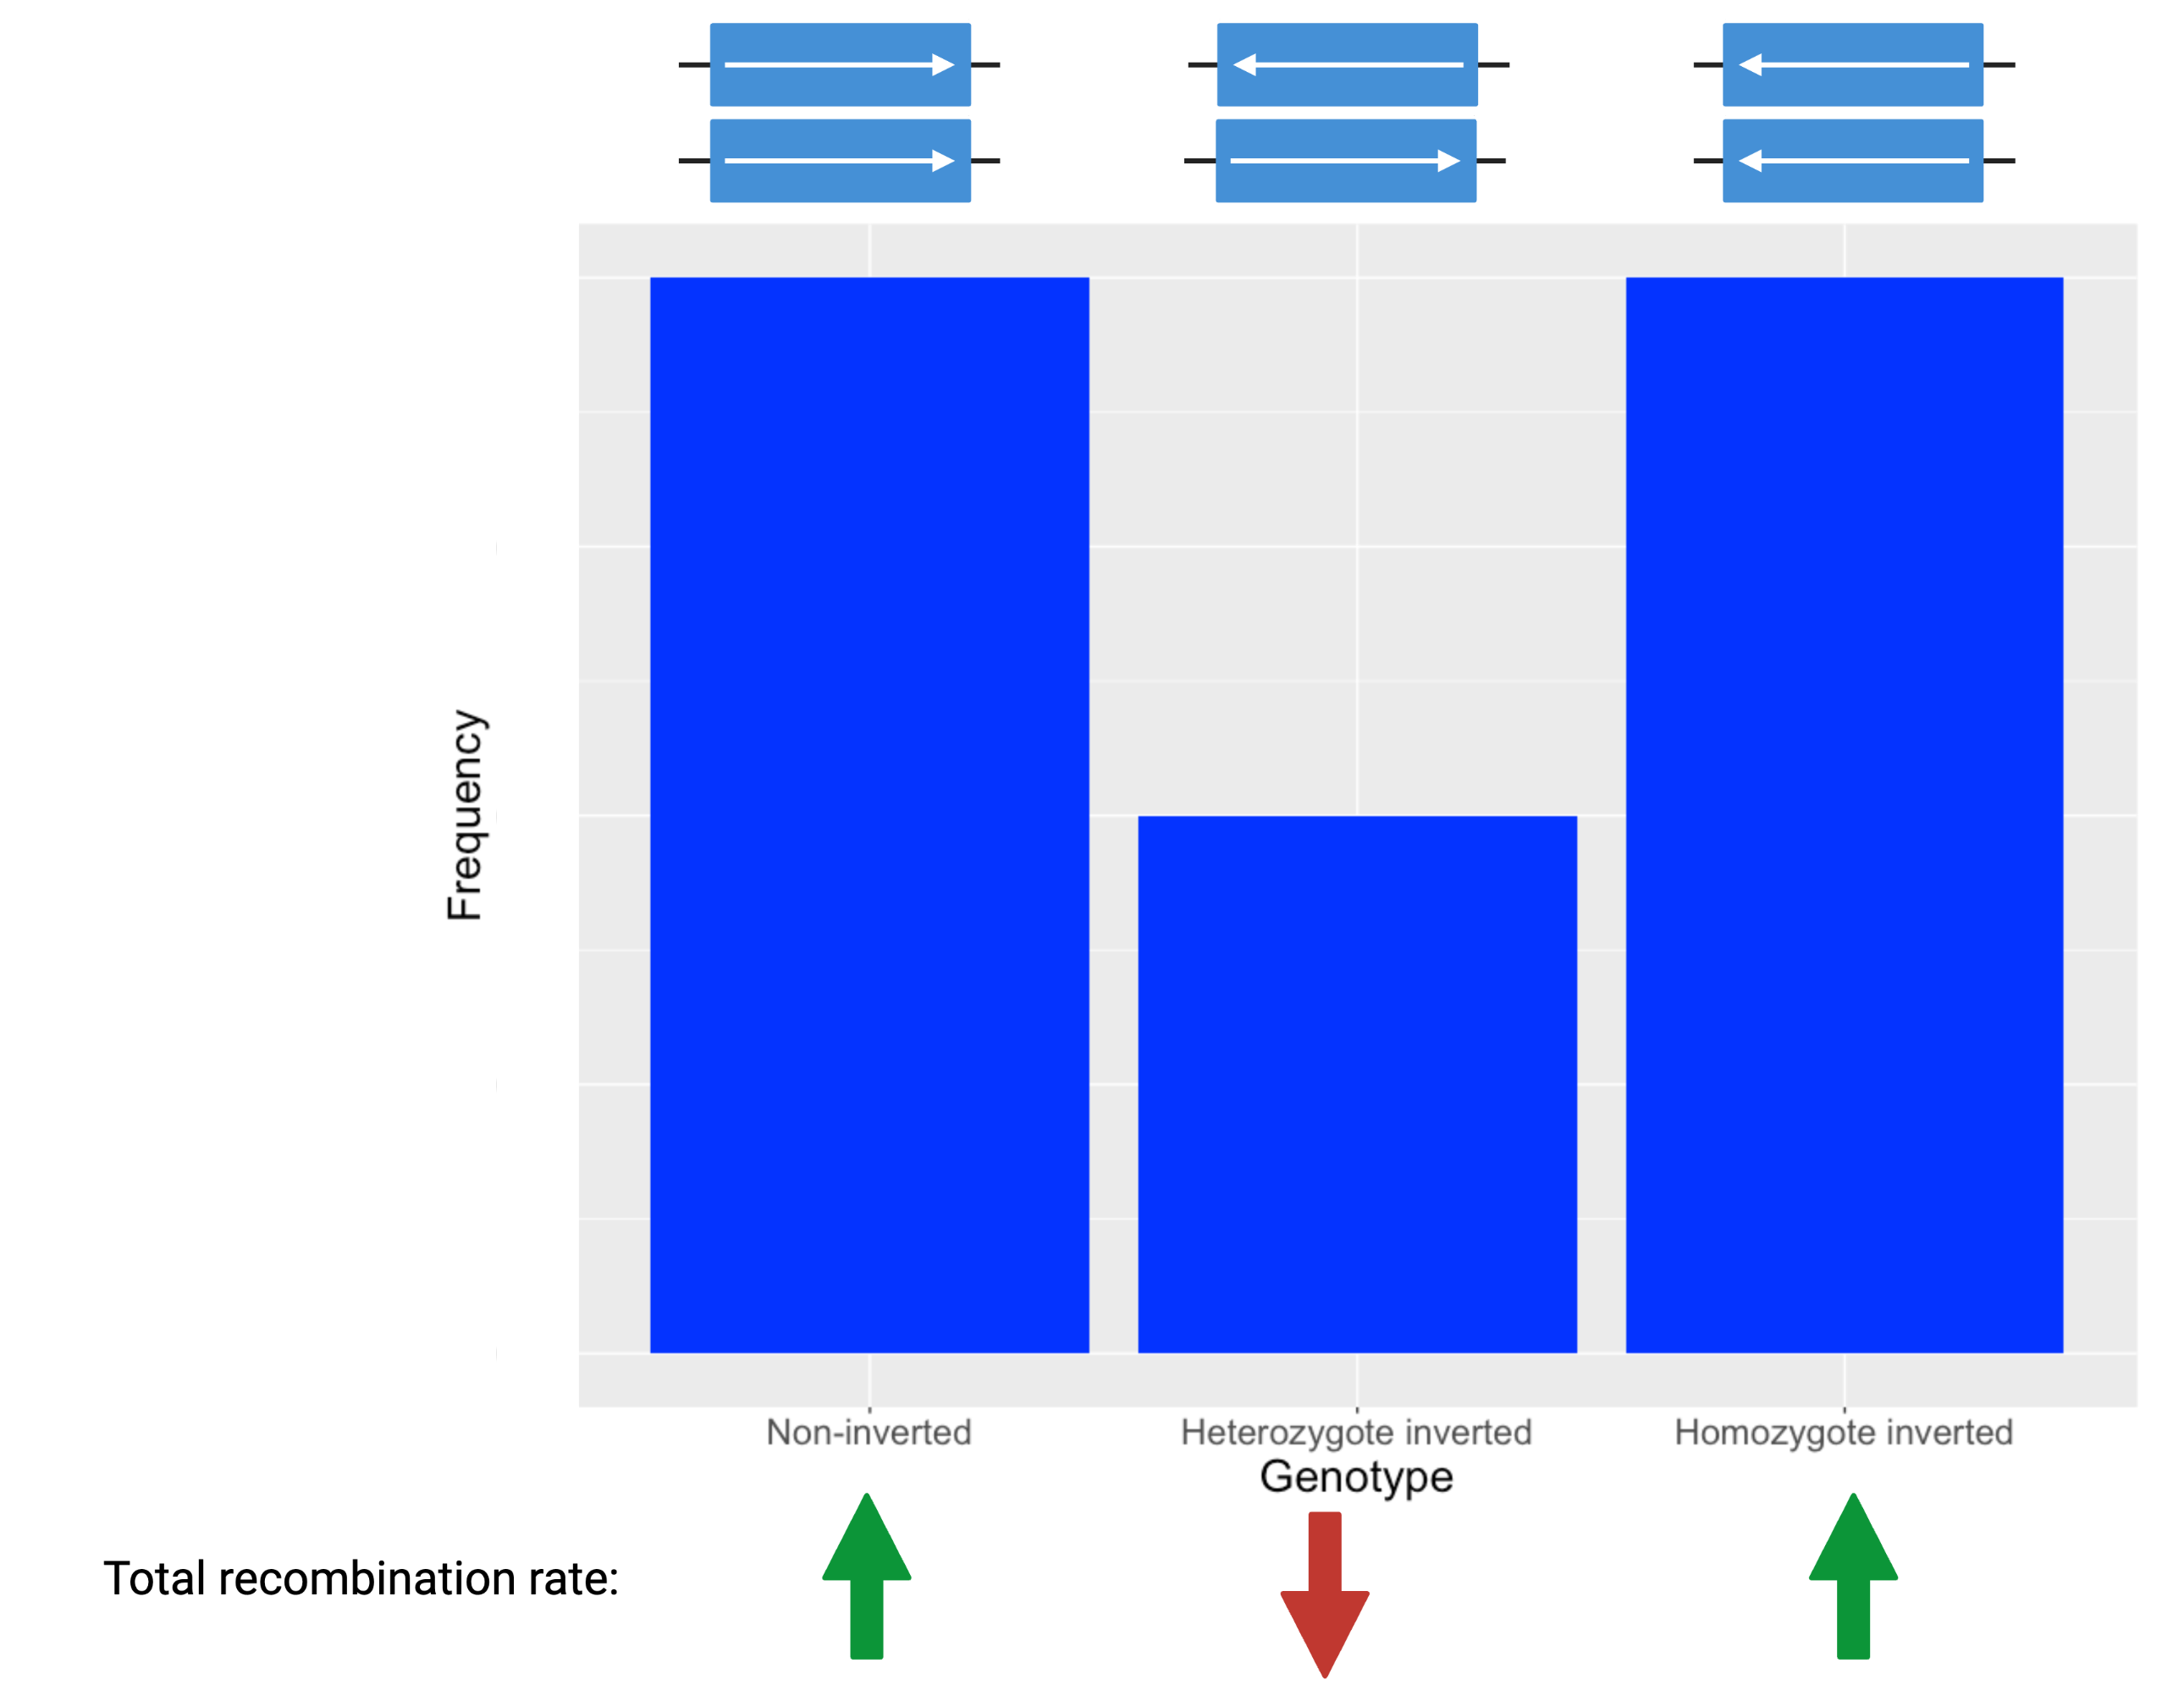 Frequency
Non-inverted
Heterozygote inverted
Homozygote inverted
Genotype
Total recombination rate: